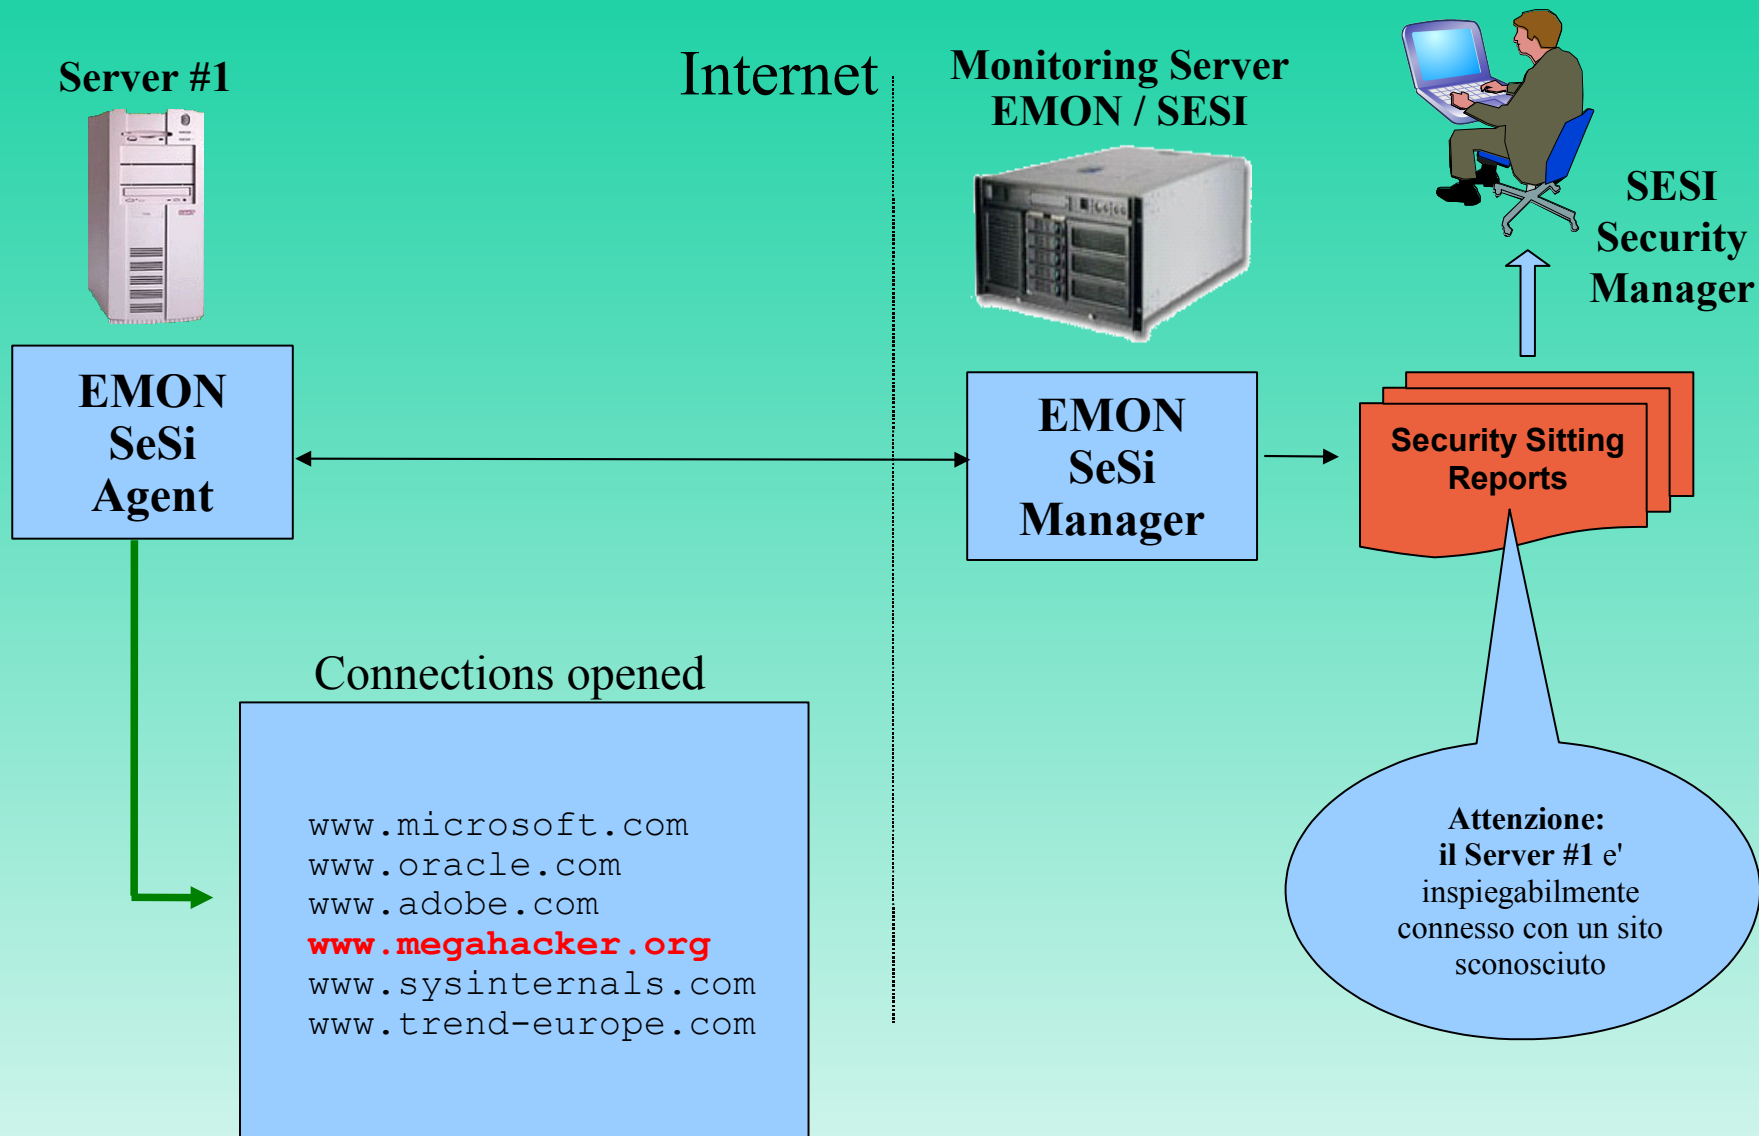 Server #1
Internet
Monitoring Server
EMON / SESI
SESI
Security
Manager
EMON
SeSi
Agent
EMON
SeSi
Manager
Security Sitting
Reports
Connections opened
www.microsoft.com
www.oracle.com
www.adobe.com
www.megahacker.org
www.sysinternals.com
www.trend-europe.com
Attenzione:
il Server #1 e'
inspiegabilmente
connesso con un sito
sconosciuto